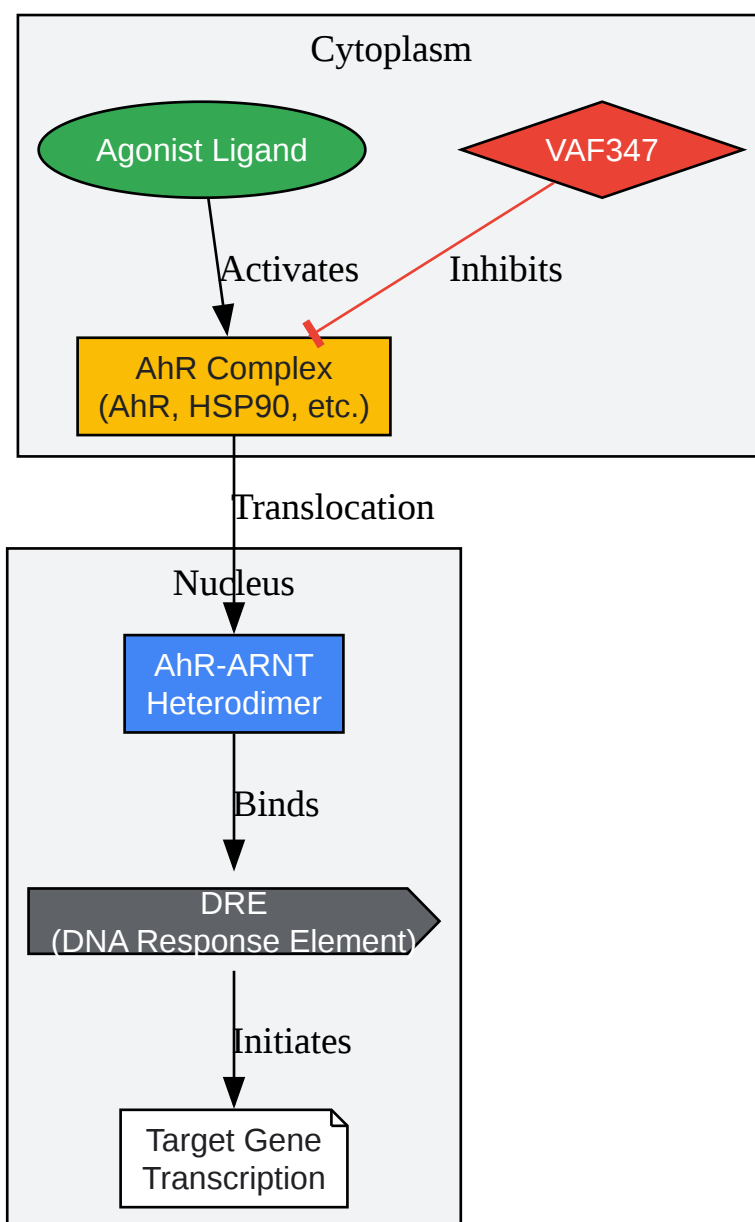 Cytoplasm
Agonist Ligand
VAF347
Activates
Inhibits
AhR Complex
(AhR, HSP90, etc.)
Translocation
Nucleus
AhR-ARNT
Heterodimer
Binds
DRE
(DNA Response Element)
Initiates
Target Gene
Transcription